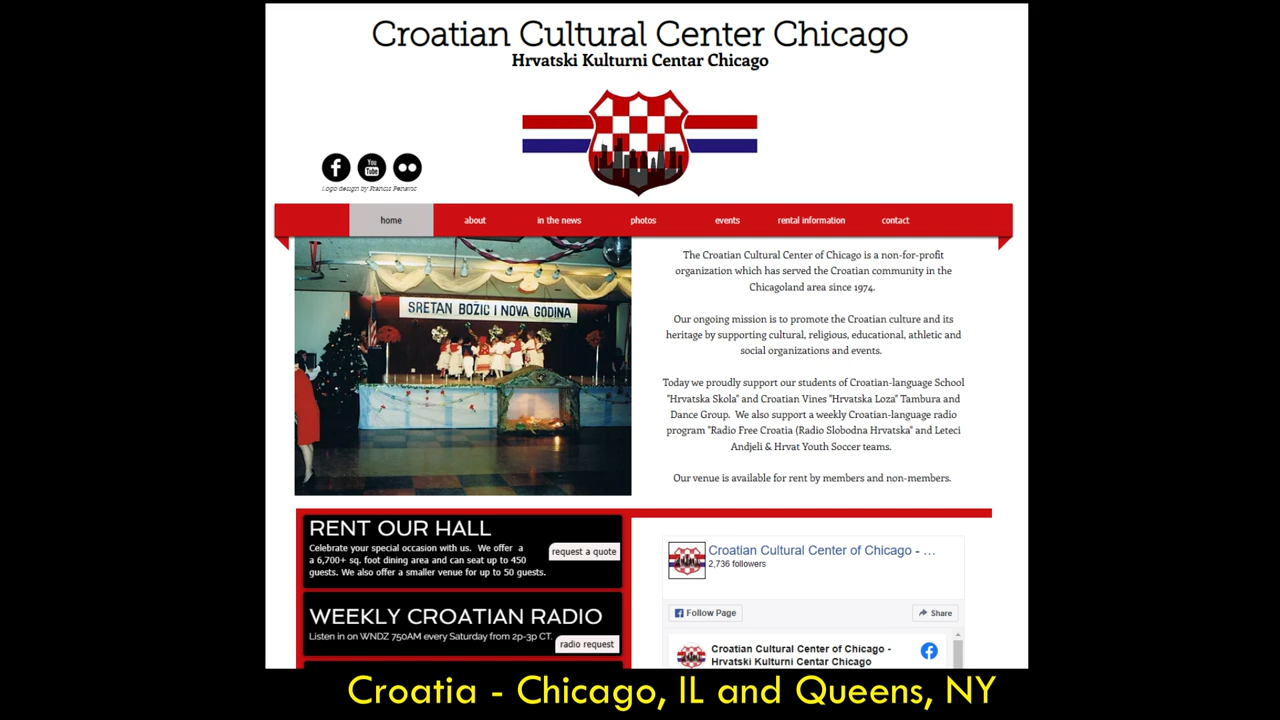 Croatian Cultural Center Chicago
Hrvatski Kulturni Centar Chicago
You
Tube
Logo design by Francis Penavic
home
about
in the news
photos
events
rental information
contact
SRETAN BOŽIC I NOVA GODINA
The Croatian Cultural Center of Chicago is a non-for-profit
organization which has served the Croatian community in the
Chicagoland area since 1974.
Our ongoing mission is to promote the Croatian culture and its
heritage by supporting cultural, religious, educational, athletic and
social organizations and events.
Today we proudly support our students of Croatian-language School
"Hrvatska Skola" and Croatian Vines "Hrvatska Loza" Tambura and
Dance Group. We also support a weekly Croatian-language radio
program "Radio Free Croatia (Radio Slobodna Hrvatska" and Leteci
Andjeli & Hrvat Youth Soccer teams.
Our venue is available for rent by members and non-members.
RENT OUR HALL
Celebrate your special occasion with us. We offer a
a 6,700+ sq. foot dining area and can seat up to 450
guests. We also offer a smaller venue for up to 50 guests.
request a quote
WEEKLY CROATIAN RADIO
Listen in on WNDZ 750AM every Saturday from 2p-3p CT.
radio request
Croatian Cultural Center of Chicago - ...
2,736 followers
Follow Page
Share
Croatian Cultural Center of Chicago -
Hrvatski Kulturni Centar Chicago
Croatia - Chicago, IL and Queens, NY